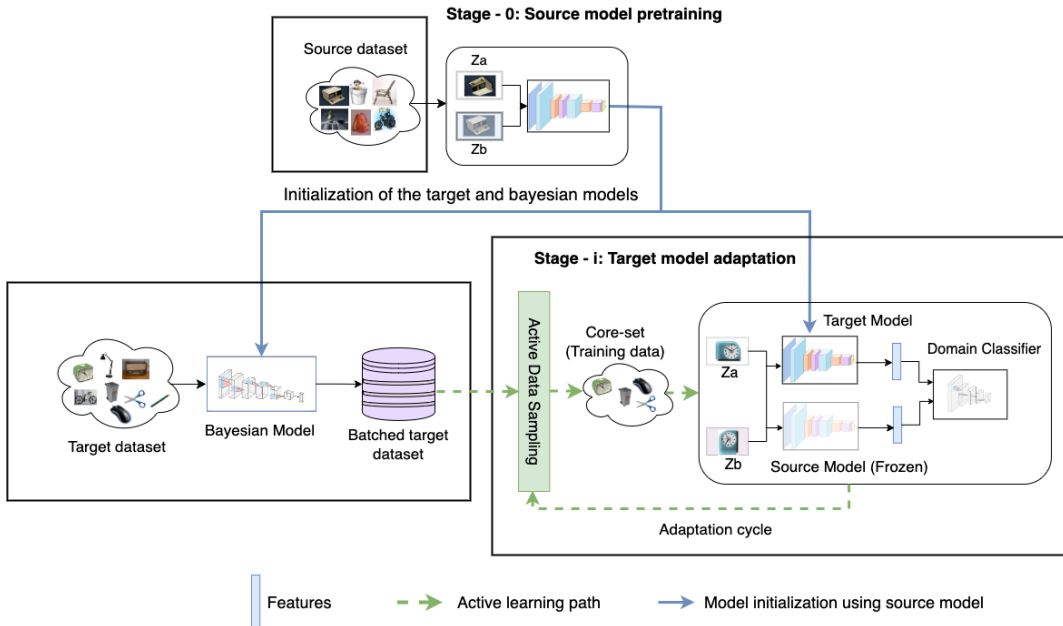 Stage - 0: Source model pretraining
Source dataset
Za
Zb
Initialization of the target and bayesian models
Stage - i: Target model adaptation
Target dataset
Bayesian Model
Batched target
dataset
Active Data Sampling
Core-set
(Training data)
Target Model
Za
Zb
Source Model (Frozen)
Domain Classifier
Adaptation cycle
Features
Active learning path
Model initialization using source model